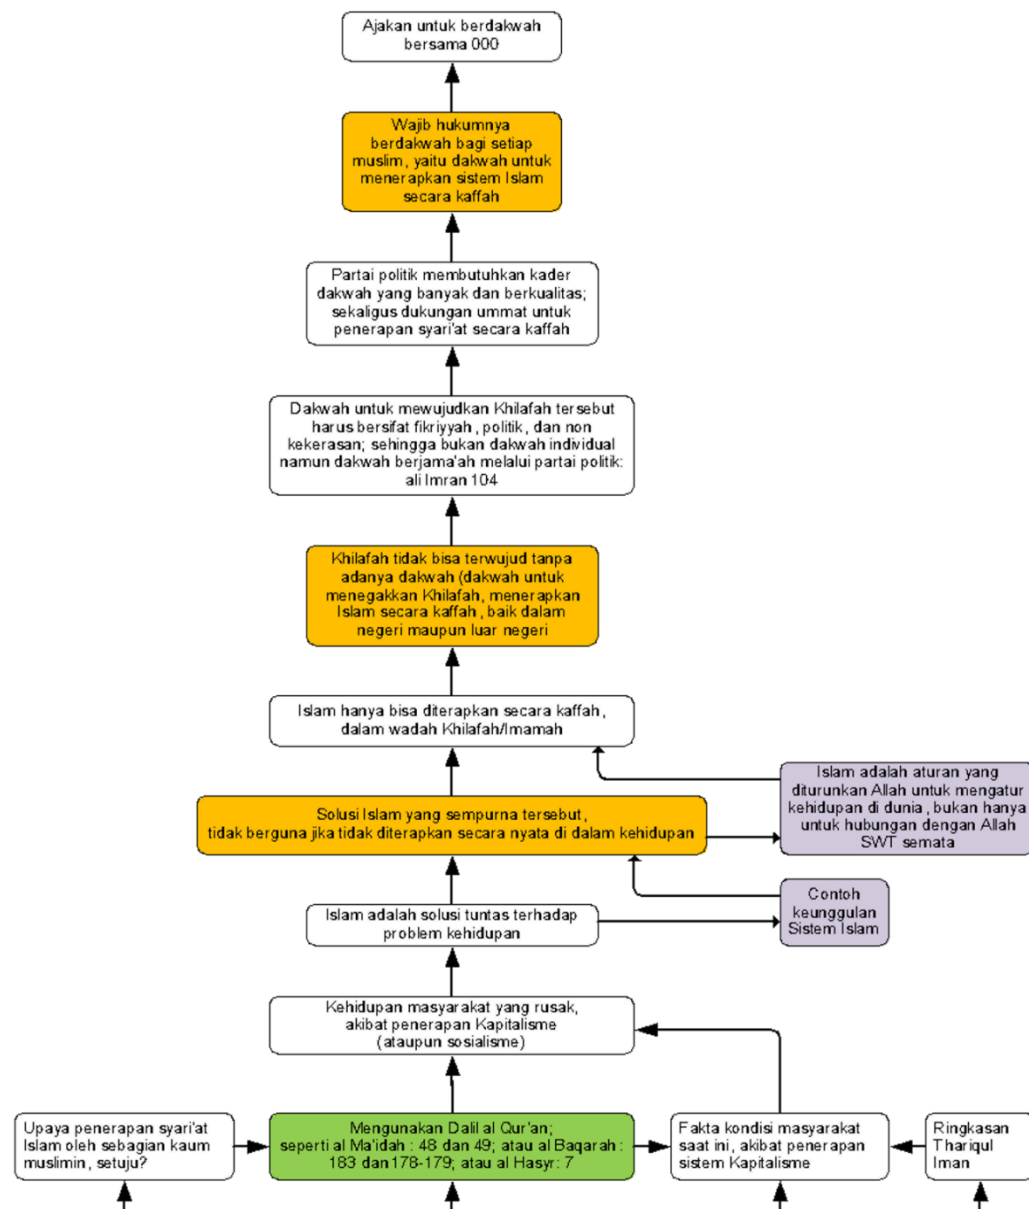 Ajakan untuk berdakwah
bersama 000
Wajib hukumnya
berdakwah bagi setiap
muslim, yaitu dakwah untuk
menerapkan sistem Islam
secara kaffah
Partai politik membutuhkan kader
dakwah yang banyak dan berkualitas;
sekaligus dukungan ummat untuk
penerapan syari'at secara kaffah
Dakwah untuk mewujudkan Khilafah tersebut
harus bersifat fikriyyah, politik, dan non
kekerasan; sehingga bukan dakwah individual
namun dakwah berjama'ah melalui partai politik:
ali Imran 104
Khilafah tidak bisa terwujud tanpa
adanya dakwah (dakwah untuk
menegakkan Khilafah, menerapkan
Islam secara kaffah, baik dalam
negeri maupun luar negeri
Islam hanya bisa diterapkan secara kaffah,
dalam wadah Khilafah/Imamah
Islam adalah aturan yang
diturunkan Allah untuk mengatur
kehidupan di dunia, bukan hanya
untuk hubungan dengan Allah
SWT semata
Solusi Islam yang sempurna tersebut,
tidak berguna jika tidak diterapkan secara nyata di dalam kehidupan
Contoh
keunggulan
Sistem Islam
Islam adalah solusi tuntas terhadap
problem kehidupan
Kehidupan masyarakat yang rusak,
akibat penerapan Kapitalisme
(ataupun sosialisme)
Upaya penerapan syari'at
Islam oleh sebagian kaum
muslimin, setuju?
Mengunakan Dalil al Qur'an;
seperti al Ma'idah : 48 dan 49; atau al Baqarah :
183 dan 178-179; atau al Hasyr: 7
Fakta kondisi masyarakat
saat ini, akibat penerapan
sistem Kapitalisme
Ringkasan
Thariqul
Iman